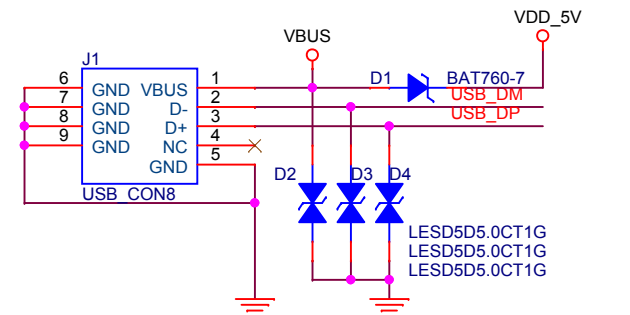 VDD_5V
VBUS
J1
D1 BAT760-7
6 GND VBUS 1
7 GND D- 2 USB_DM
8 GND D+ 3 USB_DP
9 GND NC 4
GND 5
D2 D3 D4
USB_CON8
LESD5D5.0CT1G
LESD5D5.0CT1G
LESD5D5.0CT1G